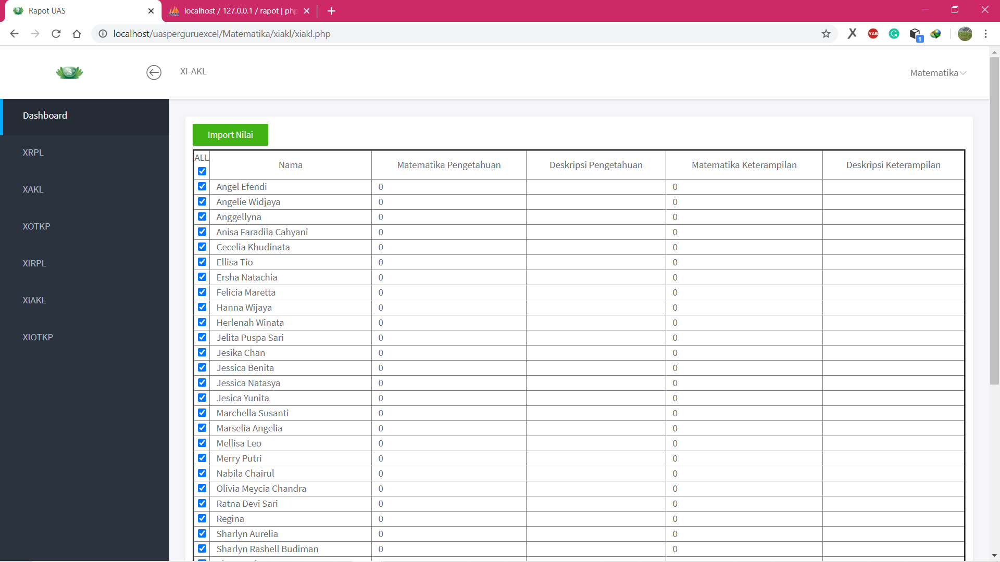 Rapot UAS
localhost / 127.0.0.1 / rapot | php
localhost/uasperguruexcel/Matematika/xiakl/xiakl.php
YAB
1
XI-AKL
Matematika
Dashboard
XRPL
XAKL
XOTKP
XIRPL
XIAKL
XIOTKP
Import Nilai
ALL Nama Matematika Pengetahuan Deskripsi Pengetahuan Matematika Keterampilan Deskripsi Keterampilan
Angel Efendi 0 0
Angelie Widjaya 0 0
Anggellyna 0 0
Anisa Faradila Cahyani 0 0
Cecelia Khudinata 0 0
Ellisa Tio 0 0
Ersha Natachia 0 0
Felicia Maretta 0 0
Hanna Wijaya 0 0
Herlenah Winata 0 0
Jelita Puspa Sari 0 0
Jesika Chan 0 0
Jessica Benita 0 0
Jessica Natasya 0 0
Jesica Yunita 0 0
Marchella Susanti 0 0
Marselia Angelia 0 0
Mellisa Leo 0 0
Merry Putri 0 0
Nabila Chairul 0 0
Olivia Meycia Chandra 0 0
Ratna Devi Sari 0 0
Regina 0 0
Sharlyn Aurelia 0 0
Sharlyn Rashell Budiman 0 0